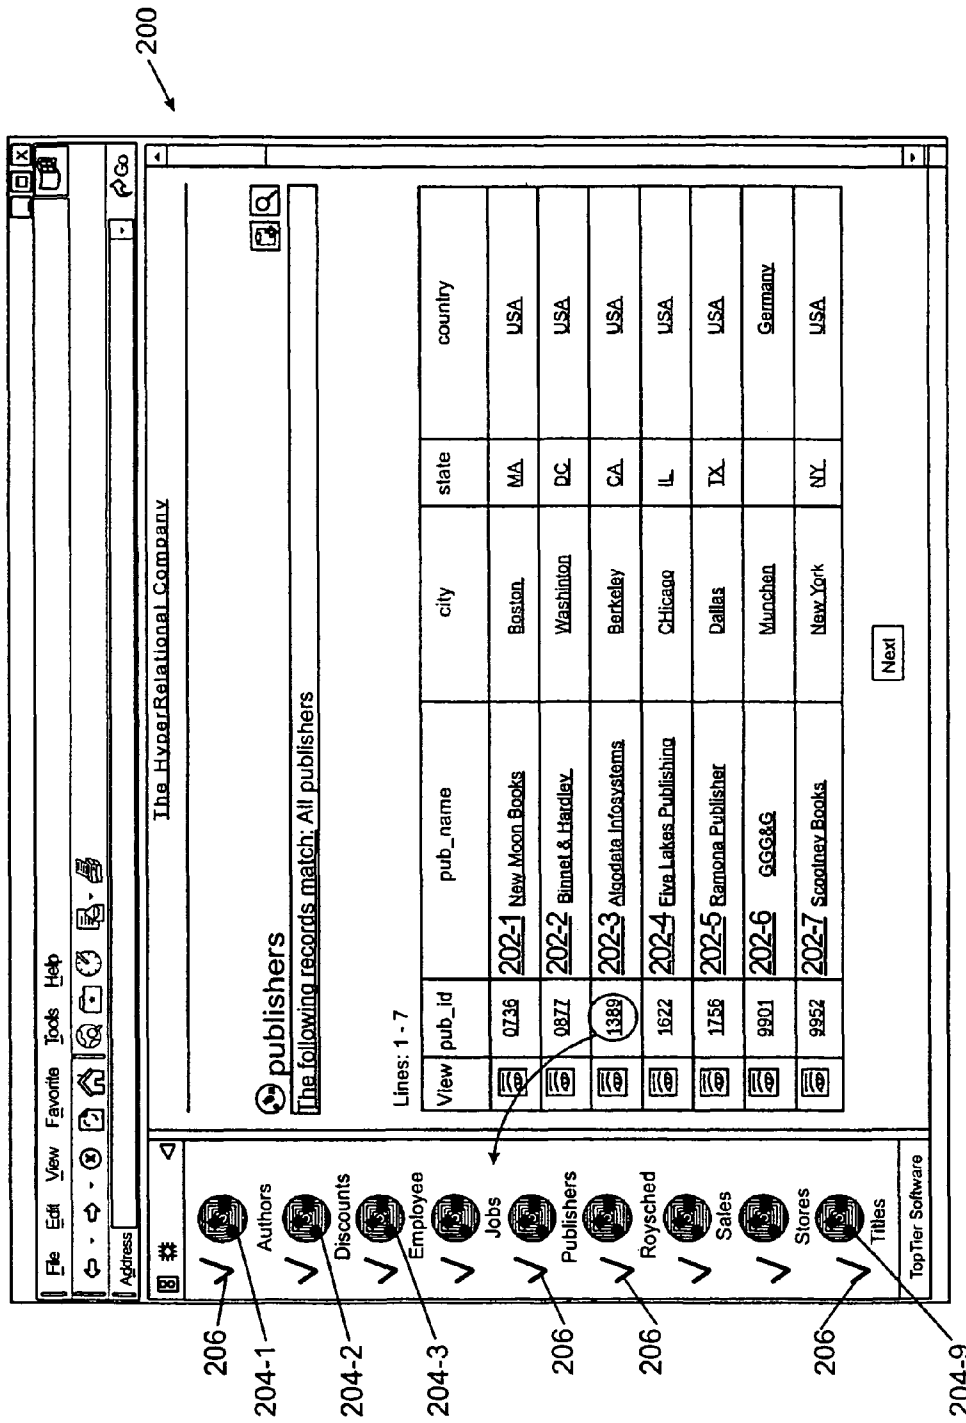 200
File Edit View Favorite Tools Help
Address
Go
The HyperRelational Company
publishers
The following records match: All publishers
Lines: 1 - 7
View pub_id pub_name city state country
0736 202-1 New Moon Books Boston MA USA
0877 202-2 Binnet & Hardley Washinton DC USA
1389 202-3 Algodata Infosystems Berkeley CA USA
1622 202-4 Five Lakes Publishing CHicago IL USA
1756 202-5 Ramona Publisher Dallas TX USA
9901 202-6 GGG&G Munchen Germany
9952 202-7 Scootney Books New York NY USA
Next
Authors
Discounts
Employee
Jobs
Publishers
Roysched
Sales
Stores
Titles
TopTier Software
206
204-1
204-2
204-3
206
206
206
204-9